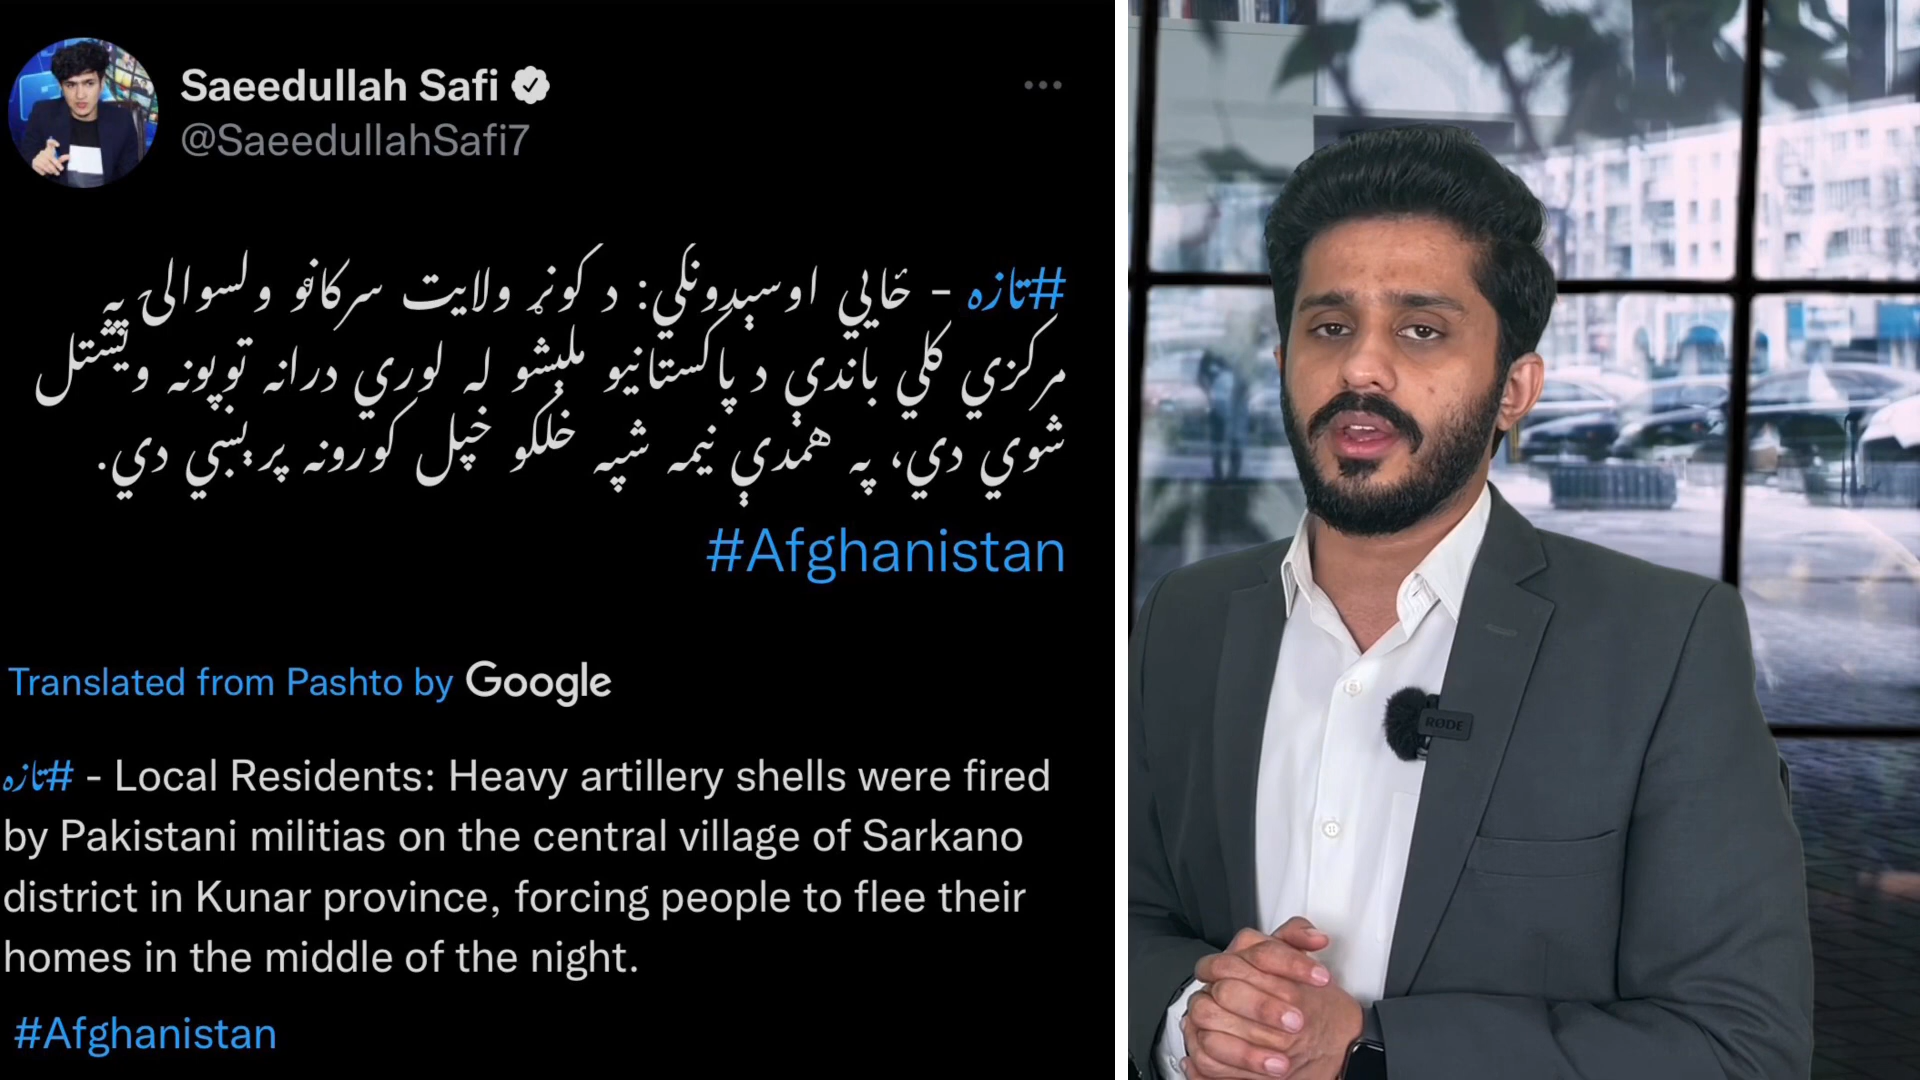 Saeedullah Safi
@SaeedullahSafi7
#تازه - ځايي اوسېدونکي: د کونړ ولايت سرکانو ولسوالۍ په
مرکزي کلي باندې د پاکستانيو ملېشو له لوري درانه توپونه ويشتل
شوي دي، په همدې نيمه شپه خلکو خپل کورونه پرېښي دي.
#Afghanistan
Translated from Pashto by Google
#تازه - Local Residents: Heavy artillery shells were fired
by Pakistani militias on the central village of Sarkano
district in Kunar province, forcing people to flee their
homes in the middle of the night.
#Afghanistan
RØDE